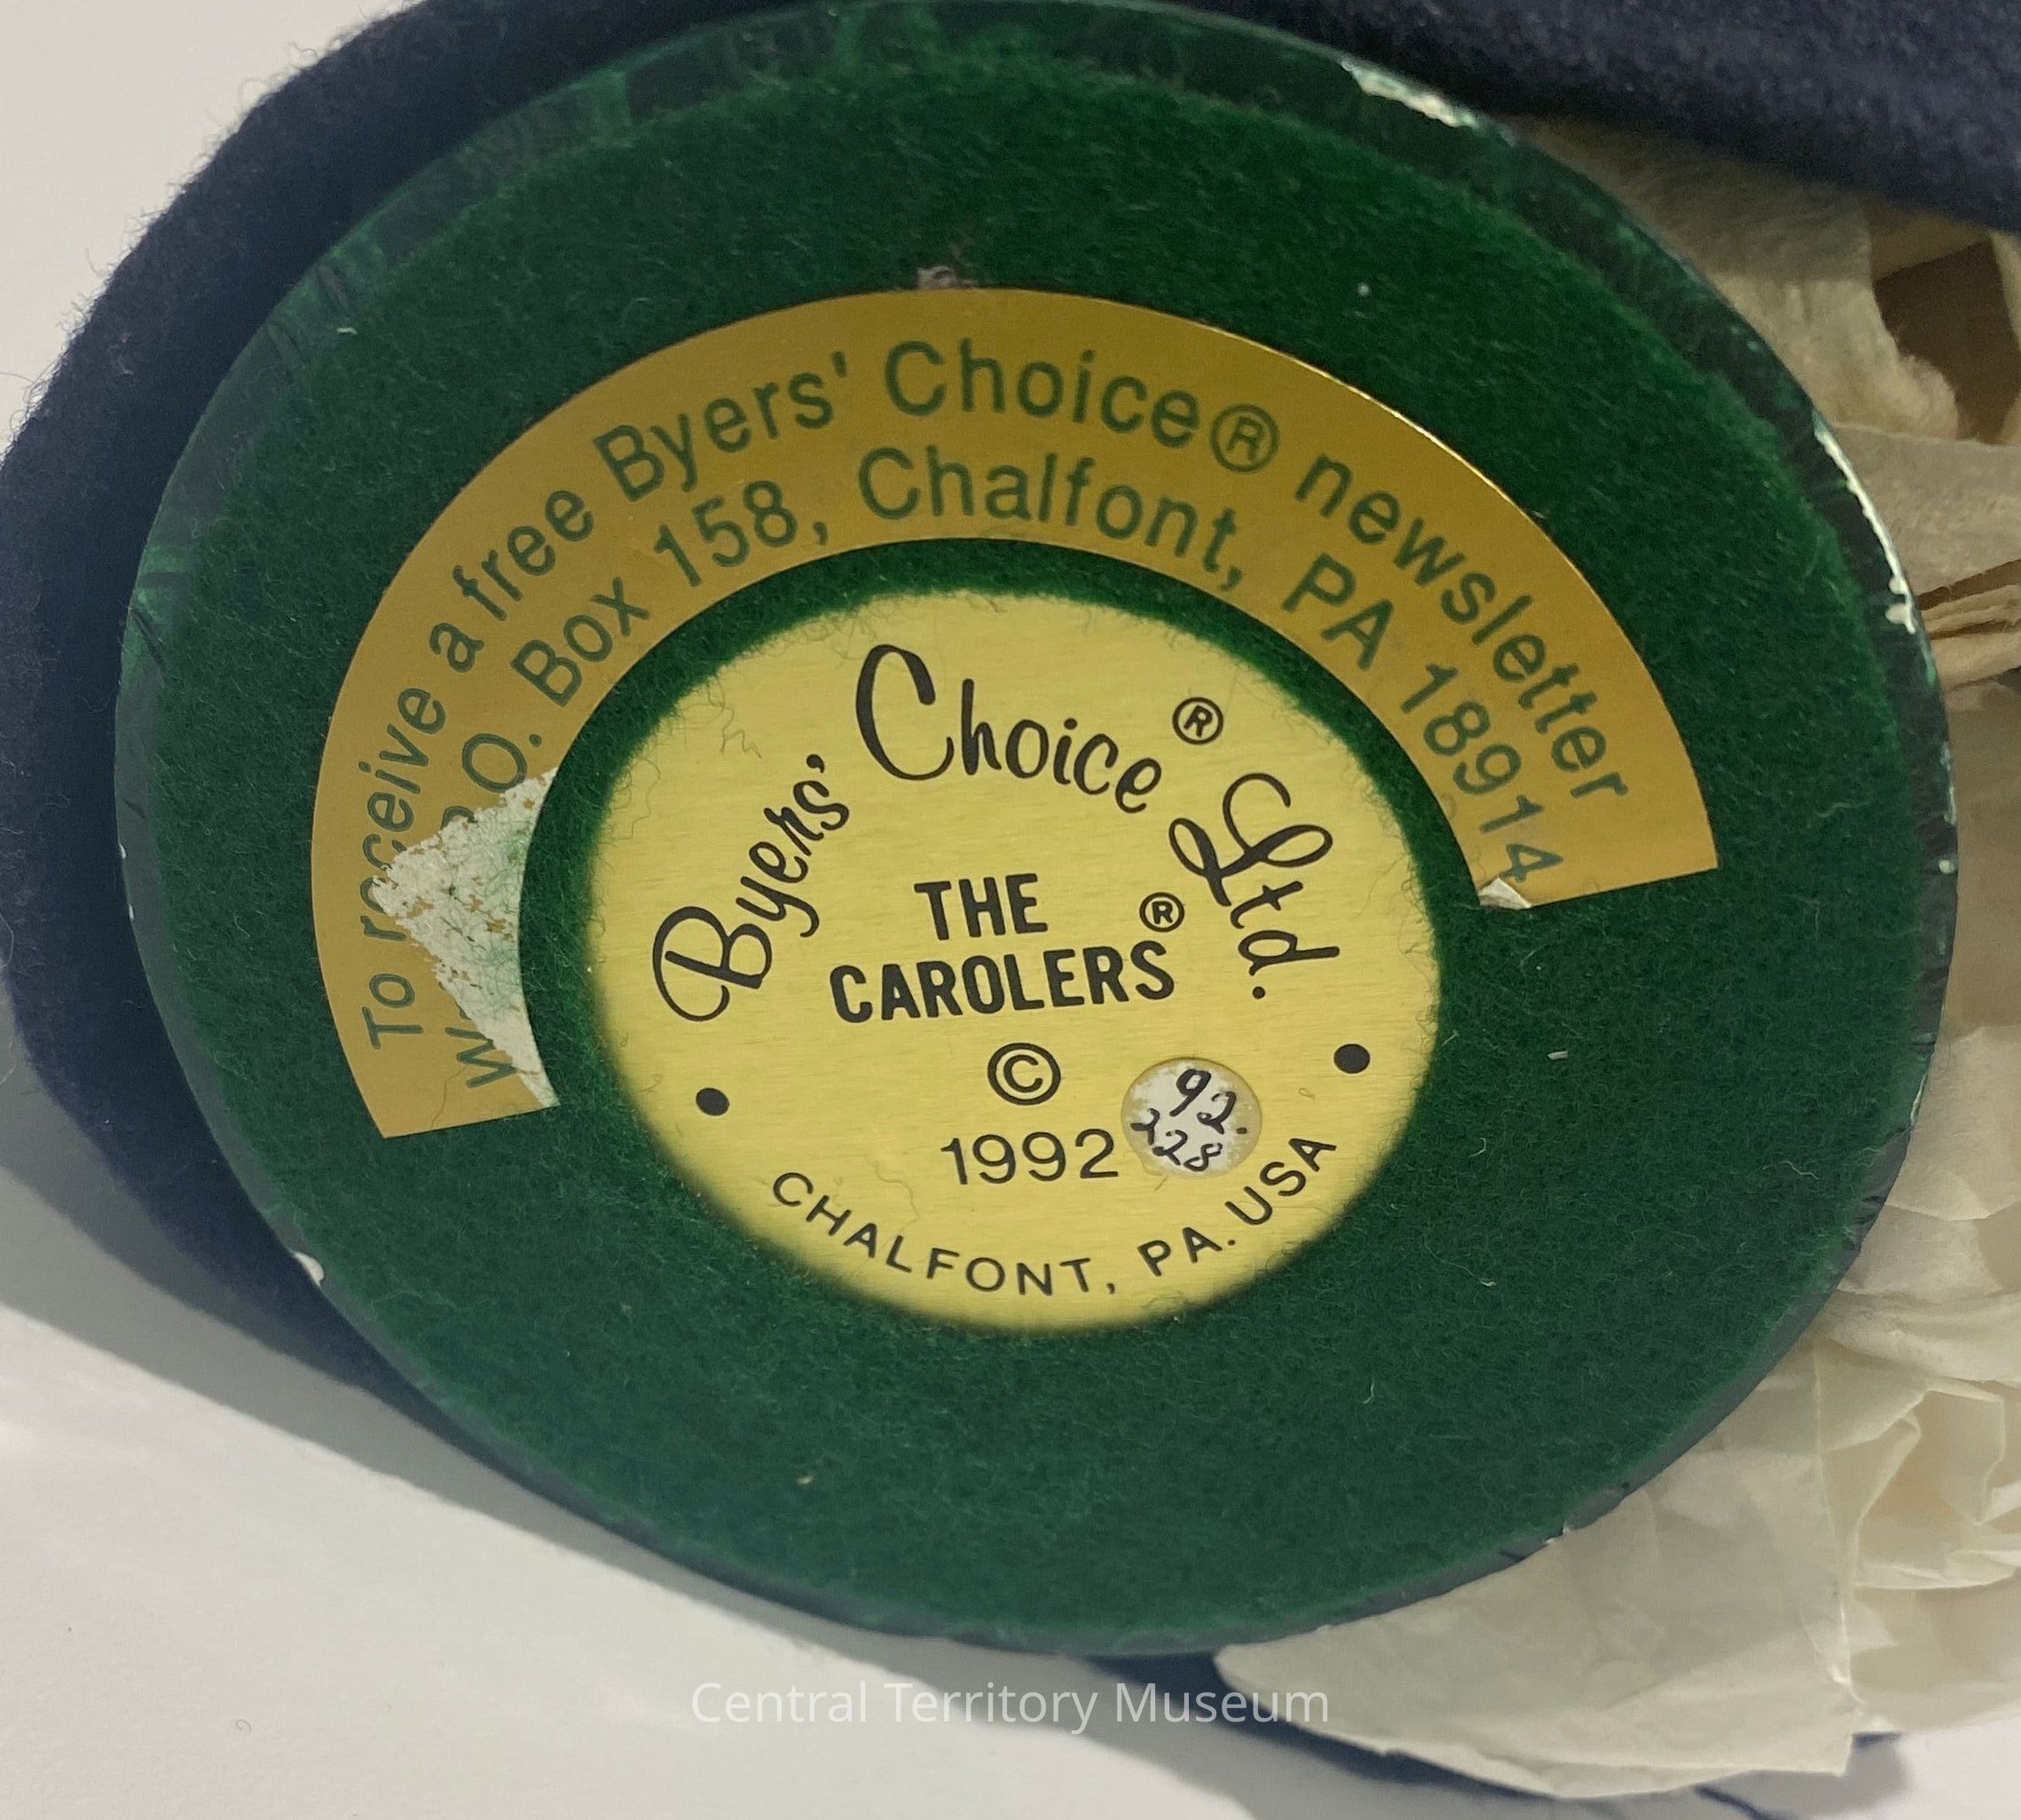 To receive a free Byers' Choice® newsletter
P.O. Box 158, Chalfont, PA 18914
Byers' Choice® Ltd.
THE
CAROLERS®
©
1992
92.
228
CHALFONT, PA. USA
Central Territory Museum